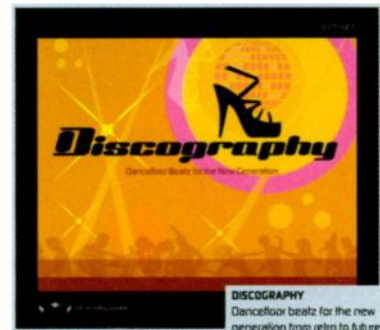 Discography
Dancefloor Beatz for the New Generation
DISCOGRAPHY
Dancefloor beatz for the new
generation from retro to future